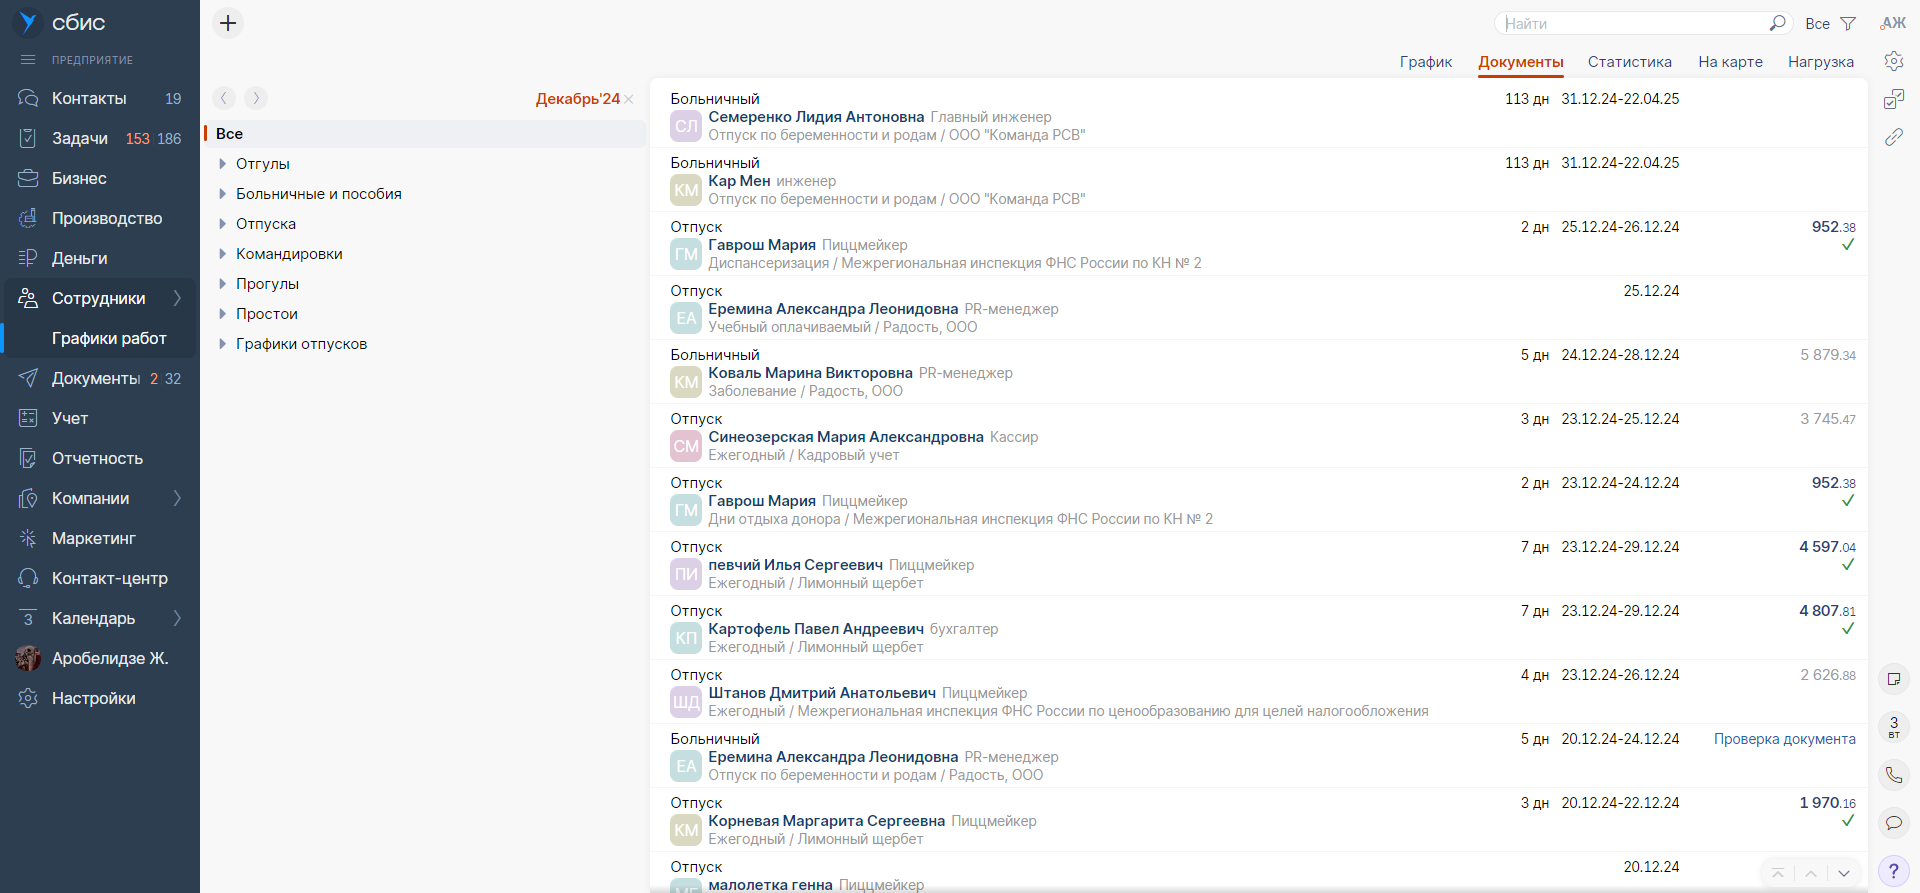 сбис
ПРЕДПРИЯТИЕ
Контакты 19
Задачи 153 186
Бизнес
Производство
Деньги
Сотрудники
Графики работ
Документы 2 32
Учет
Отчетность
Компании
Маркетинг
Контакт-центр
3 Календарь
Аробелидзе Ж.
Настройки
Найти
Все
АЖ
График Документы Статистика На карте Нагрузка
Декабрь'24
Все
Отгулы
Больничные и пособия
Отпуска
Командировки
Прогулы
Простои
Графики отпусков
Больничный 113 дн 31.12.24-22.04.25
СЛ Семеренко Лидия Антоновна Главный инженер
Отпуск по беременности и родам / ООО "Команда РСВ"
Больничный 113 дн 31.12.24-22.04.25
КМ Кар Мен инженер
Отпуск по беременности и родам / ООО "Команда РСВ"
Отпуск 2 дн 25.12.24-26.12.24 952.38
ГМ Гаврош Мария Пиццмейкер
Диспансеризация / Межрегиональная инспекция ФНС России по КН № 2
Отпуск 25.12.24
ЕА Еремина Александра Леонидовна PR-менеджер
Учебный оплачиваемый / Радость, ООО
Больничный 5 дн 24.12.24-28.12.24 5 879.34
КМ Коваль Марина Викторовна PR-менеджер
Заболевание / Радость, ООО
Отпуск 3 дн 23.12.24-25.12.24 3 745.47
СМ Синеозерская Мария Александровна Кассир
Ежегодный / Кадровый учет
Отпуск 2 дн 23.12.24-24.12.24 952.38
ГМ Гаврош Мария Пиццмейкер
Дни отдыха донора / Межрегиональная инспекция ФНС России по КН № 2
Отпуск 7 дн 23.12.24-29.12.24 4 597.04
ПИ певчий Илья Сергеевич Пиццмейкер
Ежегодный / Лимонный щербет
Отпуск 7 дн 23.12.24-29.12.24 4 807.81
КП Картофель Павел Андреевич бухгалтер
Ежегодный / Лимонный щербет
Отпуск 4 дн 23.12.24-26.12.24 2 626.88
ШД Штанов Дмитрий Анатольевич Пиццмейкер
Ежегодный / Межрегиональная инспекция ФНС России по ценообразованию для целей налогообложения
Больничный 5 дн 20.12.24-24.12.24 Проверка документа
ЕА Еремина Александра Леонидовна PR-менеджер
Отпуск по беременности и родам / Радость, ООО
Отпуск 3 дн 20.12.24-22.12.24 1 970.16
КМ Корневая Маргарита Сергеевна Пиццмейкер
Ежегодный / Лимонный щербет
Отпуск 20.12.24
малолетка генна Пиццмейкер
3
вт
?